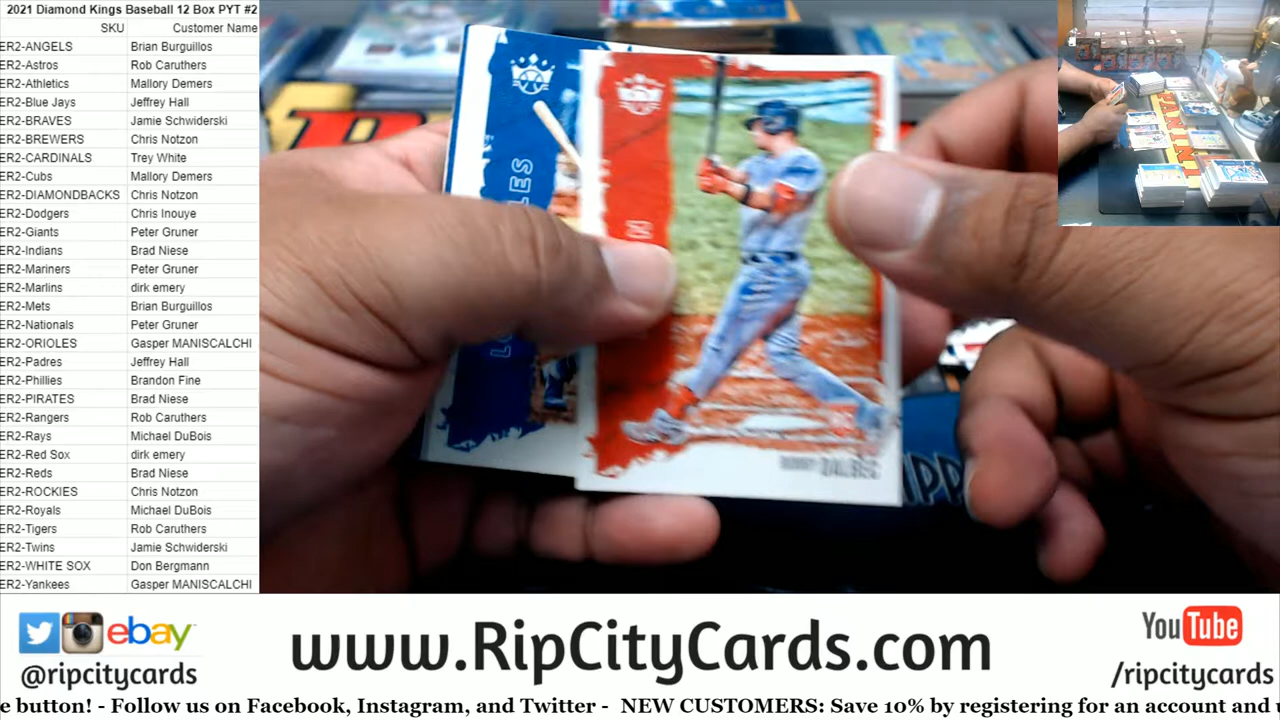 2021 Diamond Kings Baseball 12 Box PYT #2
SKU Customer Name
ER2-ANGELS Brian Burguillos
ER2-Astros Rob Caruthers
ER2-Athletics Mallory Demers
ER2-Blue Jays Jeffrey Hall
ER2-BRAVES Jamie Schwiderski
ER2-BREWERS Chris Notzon
ER2-CARDINALS Trey White
ER2-Cubs Mallory Demers
ER2-DIAMONDBACKS Chris Notzon
ER2-Dodgers Chris Inouye
ER2-Giants Peter Gruner
ER2-Indians Brad Niese
ER2-Mariners Peter Gruner
ER2-Marlins dirk emery
ER2-Mets Brian Burguillos
ER2-Nationals Peter Gruner
ER2-ORIOLES Gasper MANISCALCHI
ER2-Padres Jeffrey Hall
ER2-Phillies Brandon Fine
ER2-PIRATES Brad Niese
ER2-Rangers Rob Caruthers
ER2-Rays Michael DuBois
ER2-Red Sox dirk emery
ER2-Reds Brad Niese
ER2-ROCKIES Chris Notzon
ER2-Royals Michael DuBois
ER2-Tigers Rob Caruthers
ER2-Twins Jamie Schwiderski
ER2-WHITE SOX Don Bergmann
ER2-Yankees Gasper MANISCALCHI
LES
BOBBY DALBEC
PANINI
ebay
@ripcitycards
www.RipCityCards.com
YouTube
/ripcitycards
e button! - Follow us on Facebook, Instagram, and Twitter - NEW CUSTOMERS: Save 10% by registering for an account and u